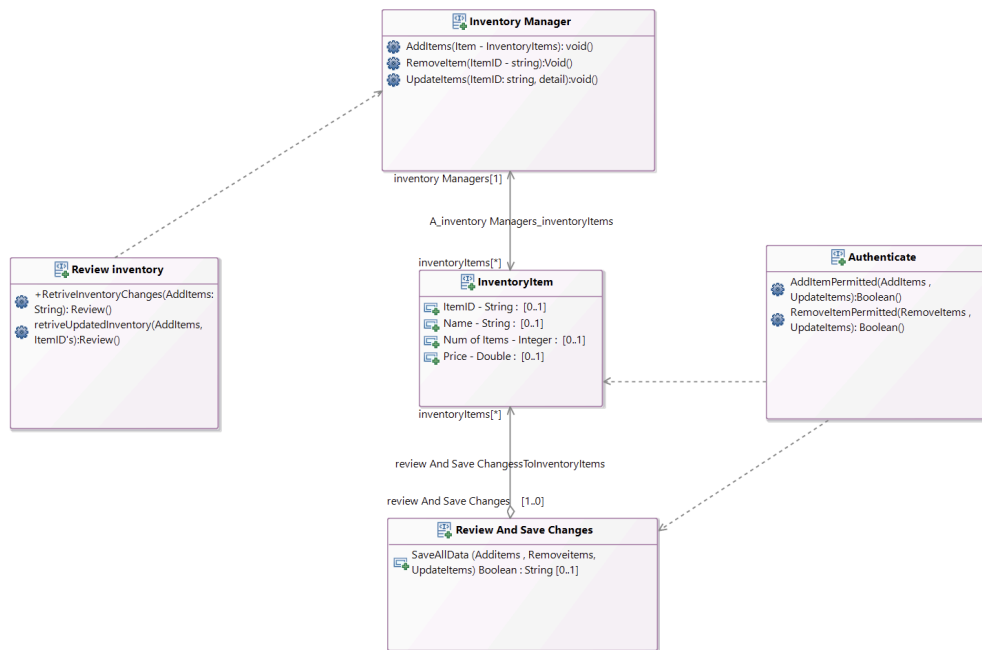 Inventory Manager
AddItems(Item - InventoryItems): void()
RemoveItem(ItemID - string):Void()
UpdateItems(ItemID: string, detail):void()
inventory Managers[1]
A_inventory Managers_inventoryItems
inventoryItems[*]
Review inventory
+RetriveInventoryChanges(AddItems:
String): Review()
retriveUpdatedInventory(AddItems,
ItemID's):Review()
InventoryItem
ItemID - String : [0..1]
Name - String : [0..1]
Num of Items - Integer : [0..1]
Price - Double : [0..1]
Authenticate
AddItemPermitted(AddItems ,
UpdateItems):Boolean()
RemoveItemPermitted(RemoveItems ,
UpdateItems): Boolean()
inventoryItems[*]
review And Save ChangessToInventoryItems
review And Save Changes [1..0]
Review And Save Changes
SaveAllData (Additems , Removeitems,
UpdateItems) Boolean : String [0..1]